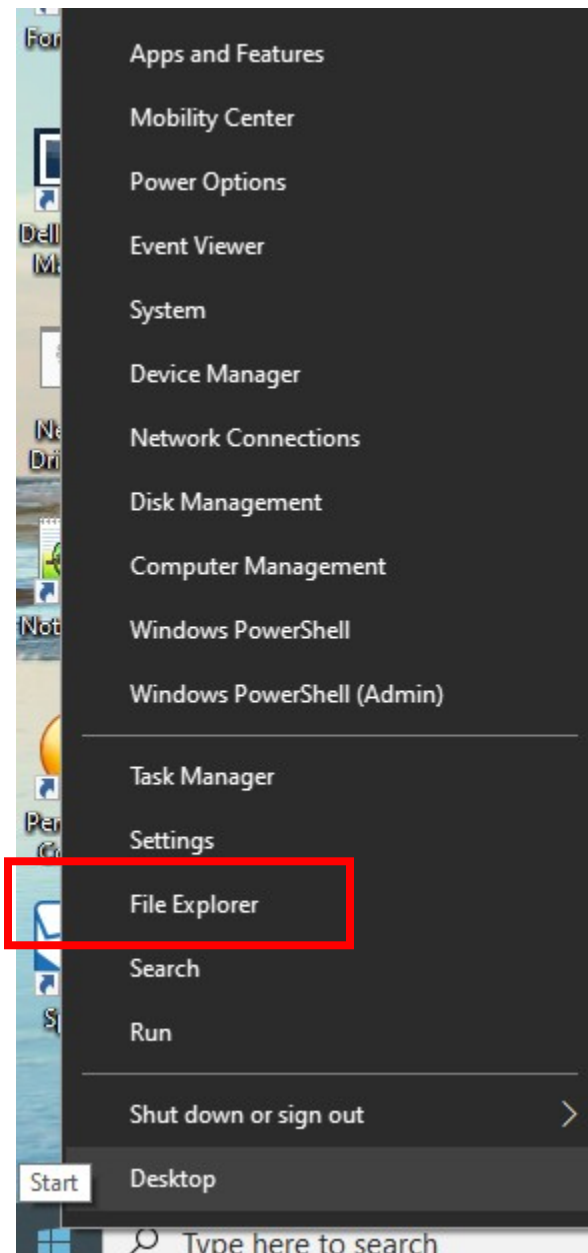 Apps and Features
Mobility Center
Power Options
Event Viewer
System
Device Manager
Network Connections
Disk Management
Computer Management
Windows PowerShell
Windows PowerShell (Admin)
Task Manager
Settings
File Explorer
Search
Run
Shut down or sign out
Desktop
Start
Type here to search
Dell